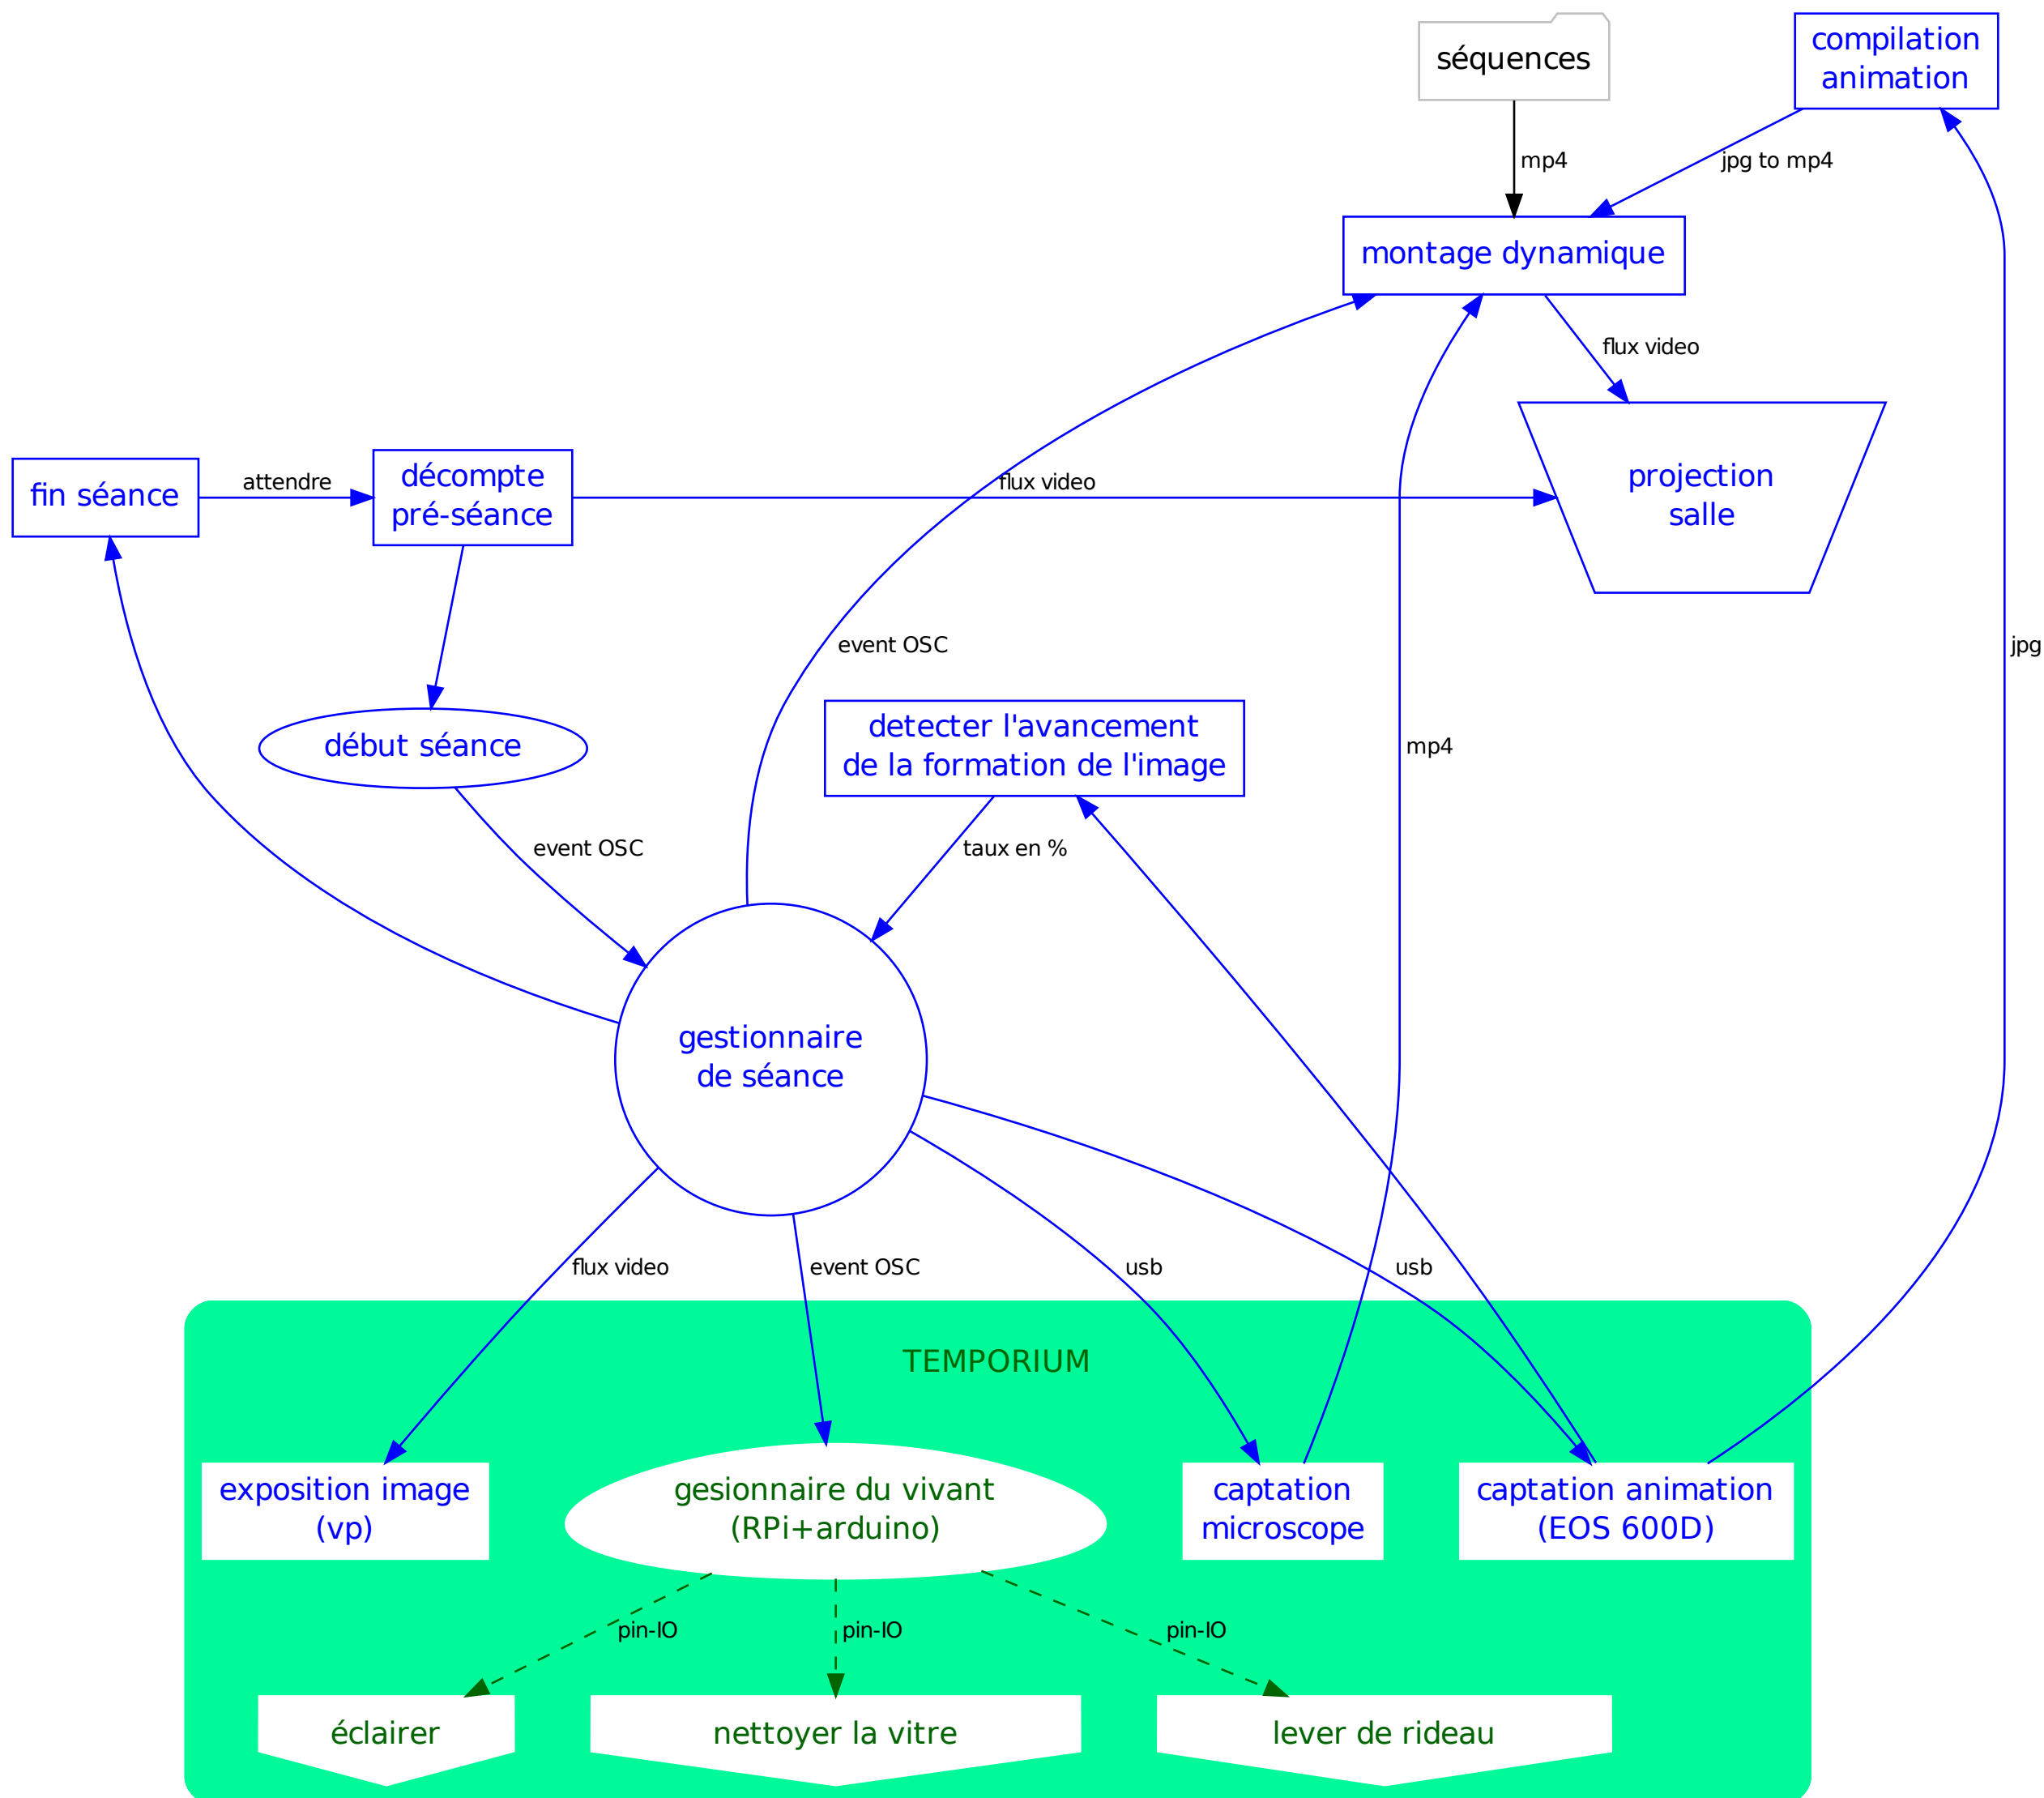 séquences
compilation
animation
mp4
jpg to mp4
montage dynamique
flux video
fin séance
attendre
décompte
pré-séance
flux video
projection
salle
event OSC
jpg
début séance
detecter l'avancement
de la formation de l'image
mp4
event OSC
taux en %
gestionnaire
de séance
flux video
event OSC
usb
usb
TEMPORIUM
exposition image
(vp)
gesionnaire du vivant
(RPi+arduino)
captation
microscope
captation animation
(EOS 600D)
pin-IO
pin-IO
pin-IO
éclairer
nettoyer la vitre
lever de rideau